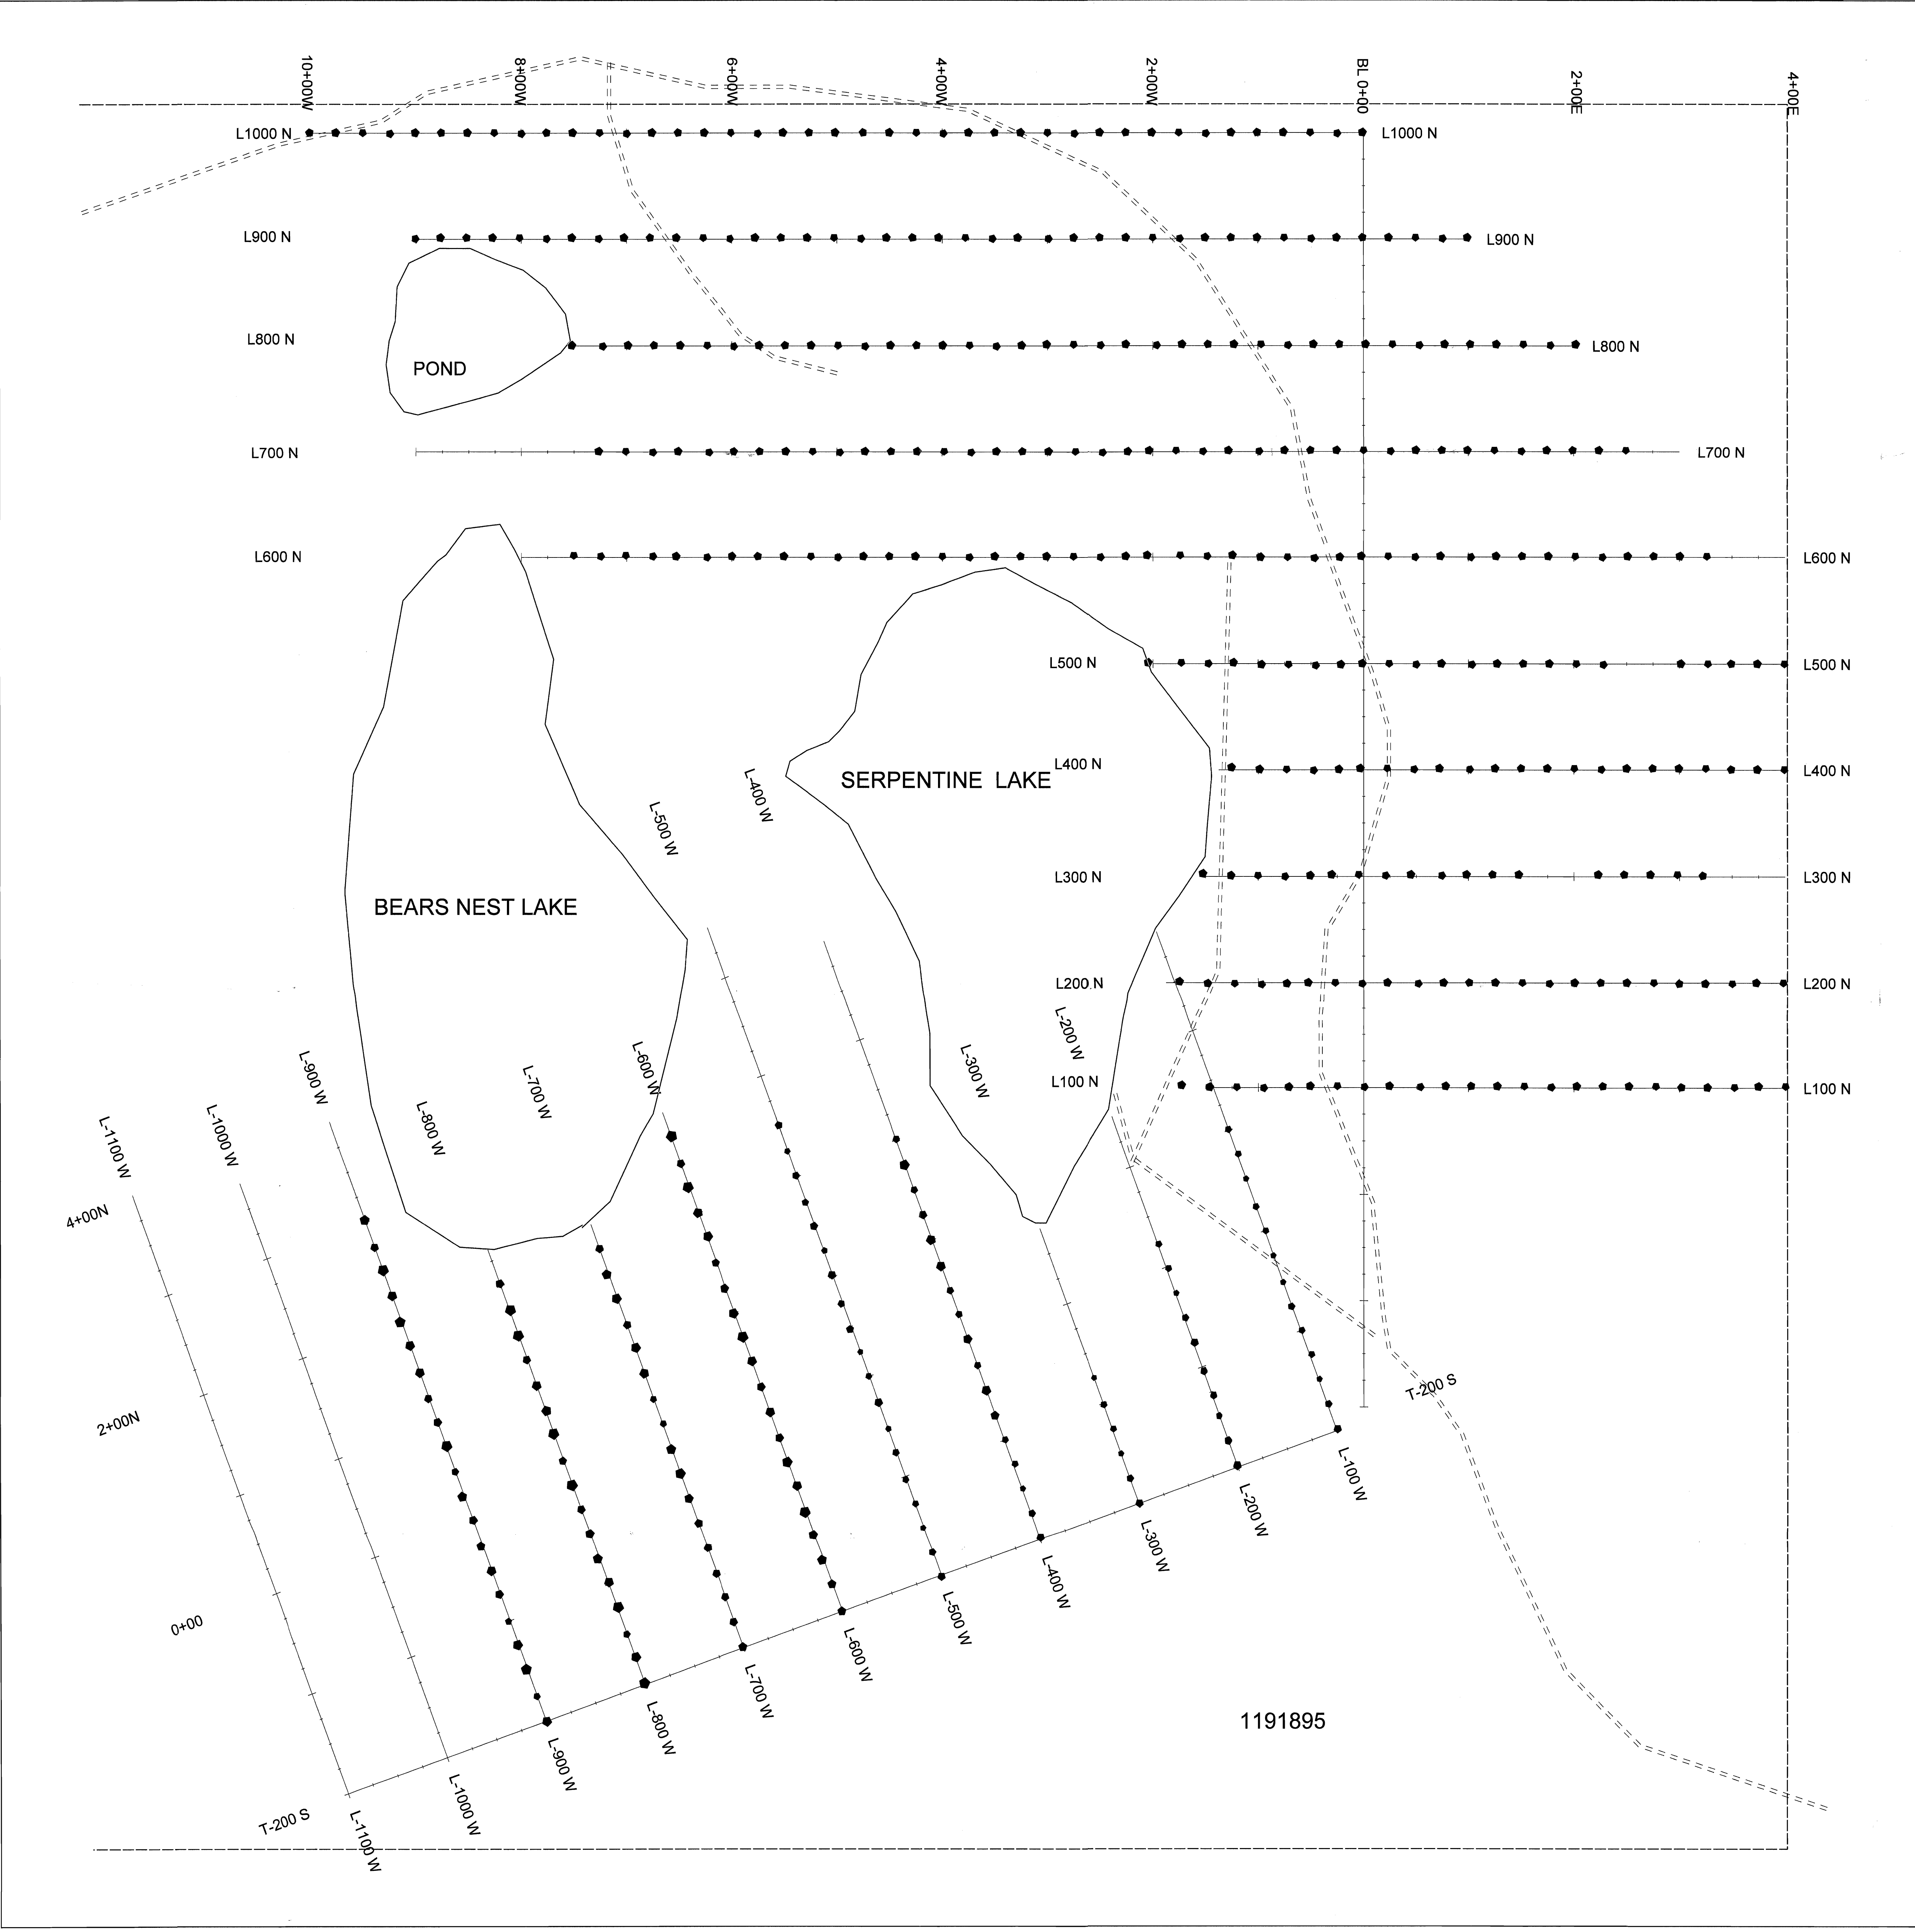 10+00W
8+00W
6+00W
4+00W
2+00W
BL 0+00
2+00E
4+00E
L1000 N
L1000 N
L900 N
L900 N
L800 N
L800 N
POND
L700 N
L700 N
L600 N
L600 N
L500 N
L500 N
L400 N
L400 N
SERPENTINE LAKE
L-400 W
L-500 W
L300 N
L300 N
BEARS NEST LAKE
L200 N
L200 N
L-200 W
L-300 W
L100 N
L100 N
L-600 W
L-700 W
L-900 W
L-800 W
L-1000 W
L-1100 W
4+00N
2+00N
0+00
T-200 S
L-100 W
L-200 W
L-300 W
L-400 W
L-500 W
L-600 W
L-700 W
L-800 W
L-900 W
L-1000 W
L-1100 W
T-200 S
1191895